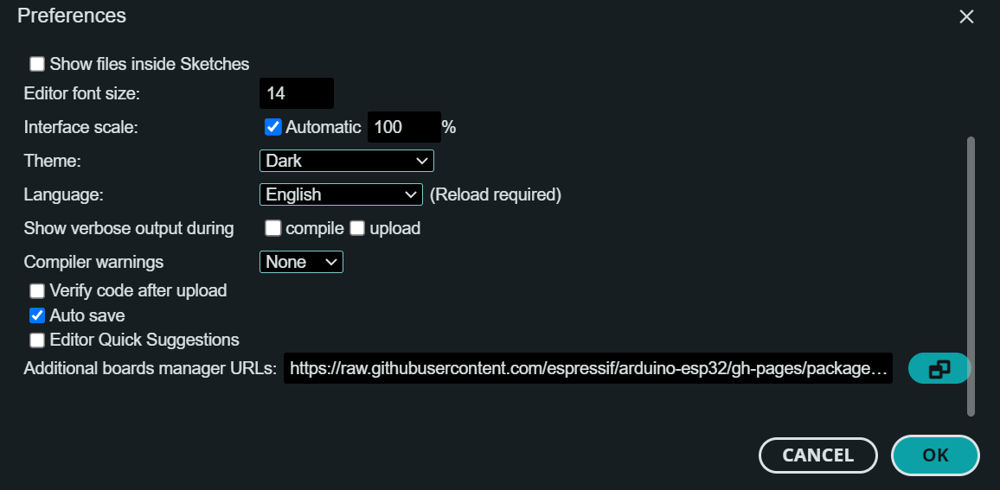 Preferences
Show files inside Sketches
Editor font size: 14
Interface scale: Automatic 100 %
Theme: Dark
Language: English (Reload required)
Show verbose output during compile upload
Compiler warnings None
Verify code after upload
Auto save
Editor Quick Suggestions
Additional boards manager URLs: https://raw.githubusercontent.com/espressif/arduino-esp32/gh-pages/package…
CANCEL OK